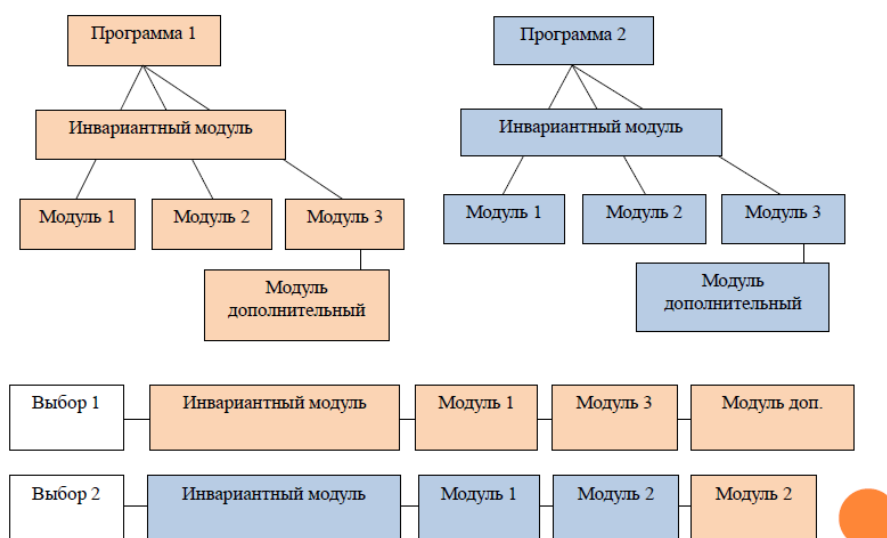 Программа 1
Программа 2
Инвариантный модуль
Инвариантный модуль
Модуль 1
Модуль 2
Модуль 3
Модуль 1
Модуль 2
Модуль 3
Модуль
дополнительный
Модуль
дополнительный
Выбор 1
Инвариантный модуль
Модуль 1
Модуль 3
Модуль доп.
Выбор 2
Инвариантный модуль
Модуль 1
Модуль 2
Модуль 2